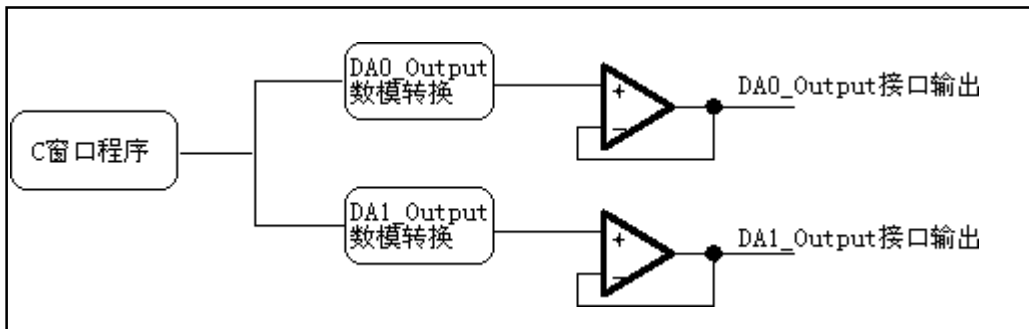 DA0_Output
数模转换
DA0_Output接口输出
C窗口程序
DA1_Output
数模转换
DA1_Output接口输出
+
−
+
−